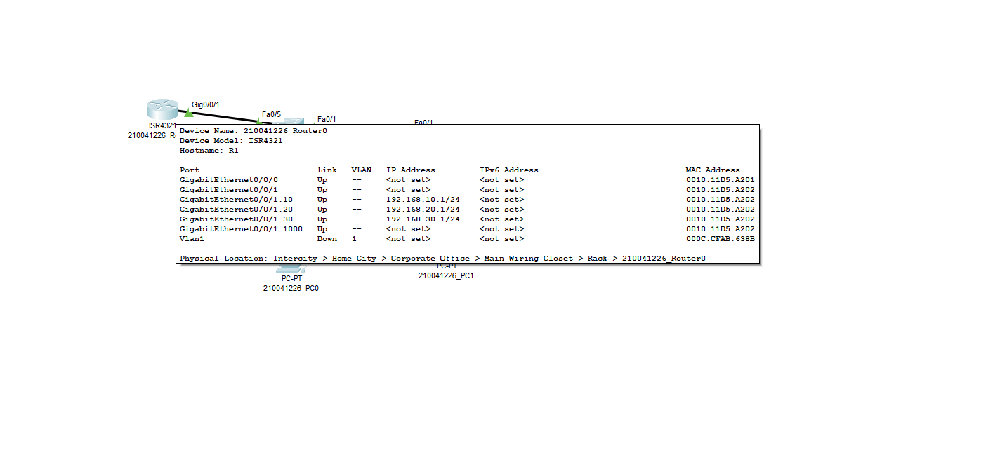 Gig0/0/1
Fa0/5
Fa0/1
Fa0/1
ISR4321
210041226_R
Device Name: 210041226_Router0
Device Model: ISR4321
Hostname: R1
Port Link VLAN IP Address IPv6 Address MAC Address
GigabitEthernet0/0/0 Up -- <not set> <not set> 0010.11D5.A201
GigabitEthernet0/0/1 Up -- <not set> <not set> 0010.11D5.A202
GigabitEthernet0/0/1.10 Up -- 192.168.10.1/24 <not set> 0010.11D5.A202
GigabitEthernet0/0/1.20 Up -- 192.168.20.1/24 <not set> 0010.11D5.A202
GigabitEthernet0/0/1.30 Up -- 192.168.30.1/24 <not set> 0010.11D5.A202
GigabitEthernet0/0/1.1000 Up -- <not set> <not set> 0010.11D5.A202
Vlan1 Down 1 <not set> <not set> 000C.CFAB.638B
Physical Location: Intercity > Home City > Corporate Office > Main Wiring Closet > Rack > 210041226_Router0
PC-PT
210041226_PC0
PC-PT
210041226_PC1